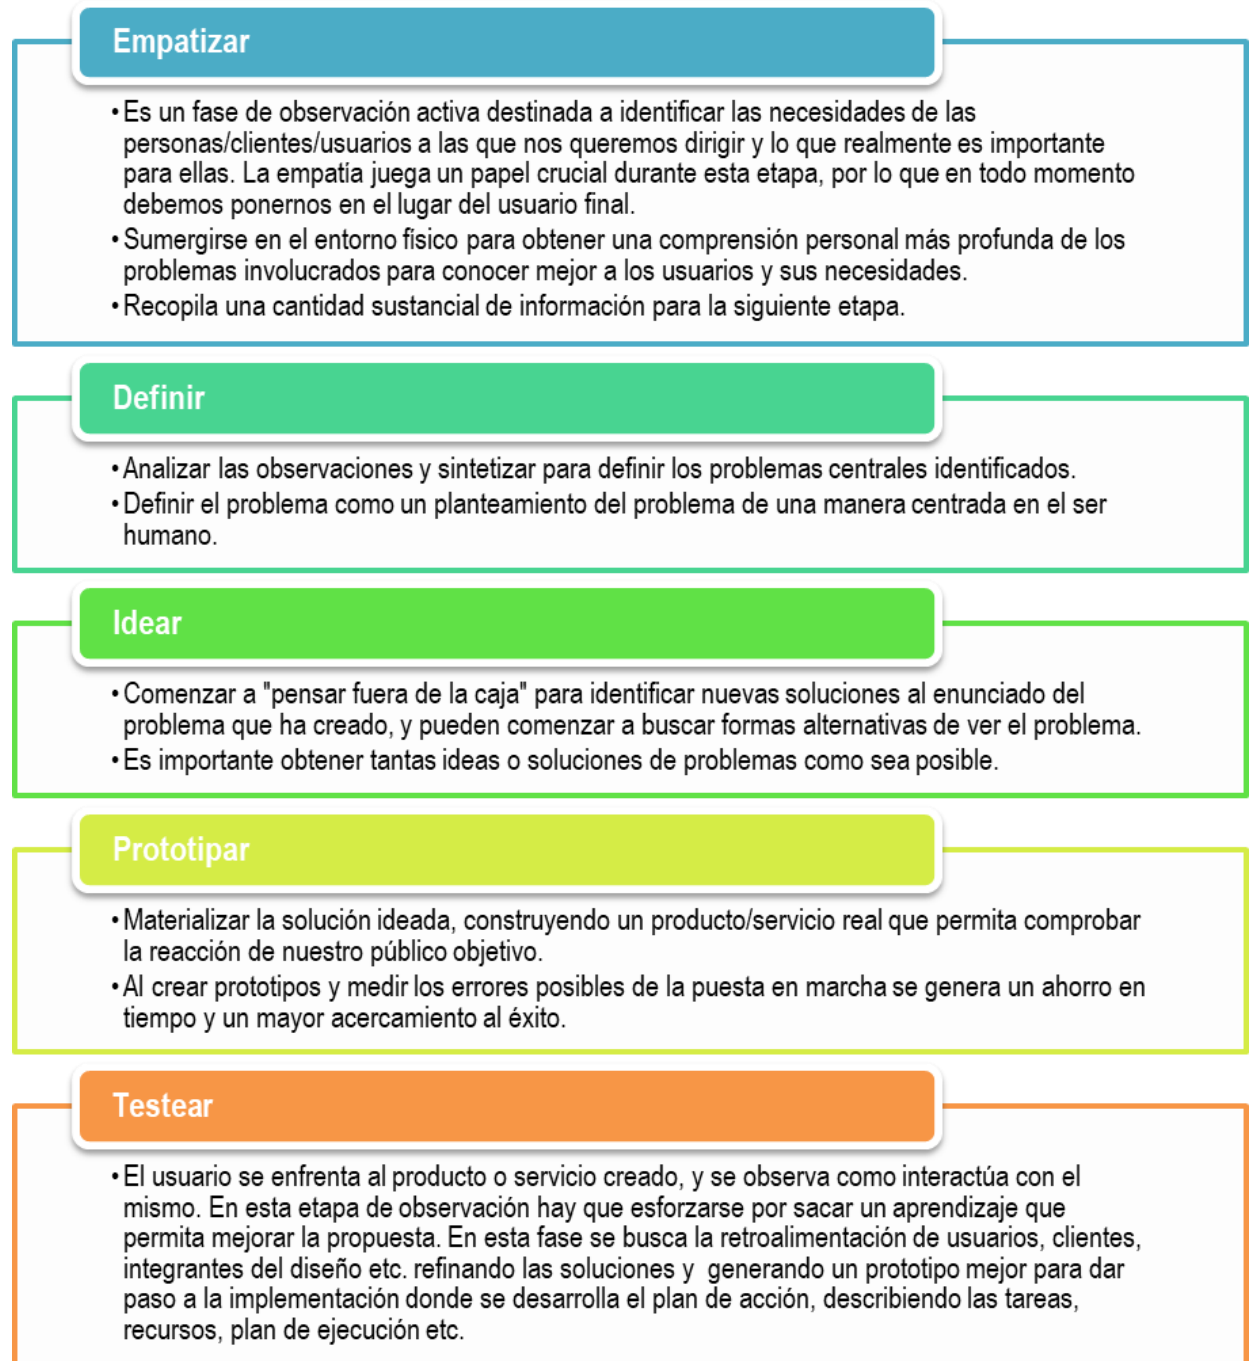 Empatizar
• Es un fase de observación activa destinada a identificar las necesidades de las
personas/clientes/usuarios a las que nos queremos dirigir y lo que realmente es importante
para ellas. La empatía juega un papel crucial durante esta etapa, por lo que en todo momento
debemos ponernos en el lugar del usuario final.
• Sumergirse en el entorno físico para obtener una comprensión personal más profunda de los
problemas involucrados para conocer mejor a los usuarios y sus necesidades.
• Recopila una cantidad sustancial de información para la siguiente etapa.
Definir
• Analizar las observaciones y sintetizar para definir los problemas centrales identificados.
• Definir el problema como un planteamiento del problema de una manera centrada en el ser
humano.
Idear
• Comenzar a "pensar fuera de la caja" para identificar nuevas soluciones al enunciado del
problema que ha creado, y pueden comenzar a buscar formas alternativas de ver el problema.
• Es importante obtener tantas ideas o soluciones de problemas como sea posible.
Prototipar
• Materializar la solución ideada, construyendo un producto/servicio real que permita comprobar
la reacción de nuestro público objetivo.
• Al crear prototipos y medir los errores posibles de la puesta en marcha se genera un ahorro en
tiempo y un mayor acercamiento al éxito.
Testear
• El usuario se enfrenta al producto o servicio creado, y se observa como interactúa con el
mismo. En esta etapa de observación hay que esforzarse por sacar un aprendizaje que
permita mejorar la propuesta. En esta fase se busca la retroalimentación de usuarios, clientes,
integrantes del diseño etc. refinando las soluciones y  generando un prototipo mejor para dar
paso a la implementación donde se desarrolla el plan de acción, describiendo las tareas,
recursos, plan de ejecución etc.